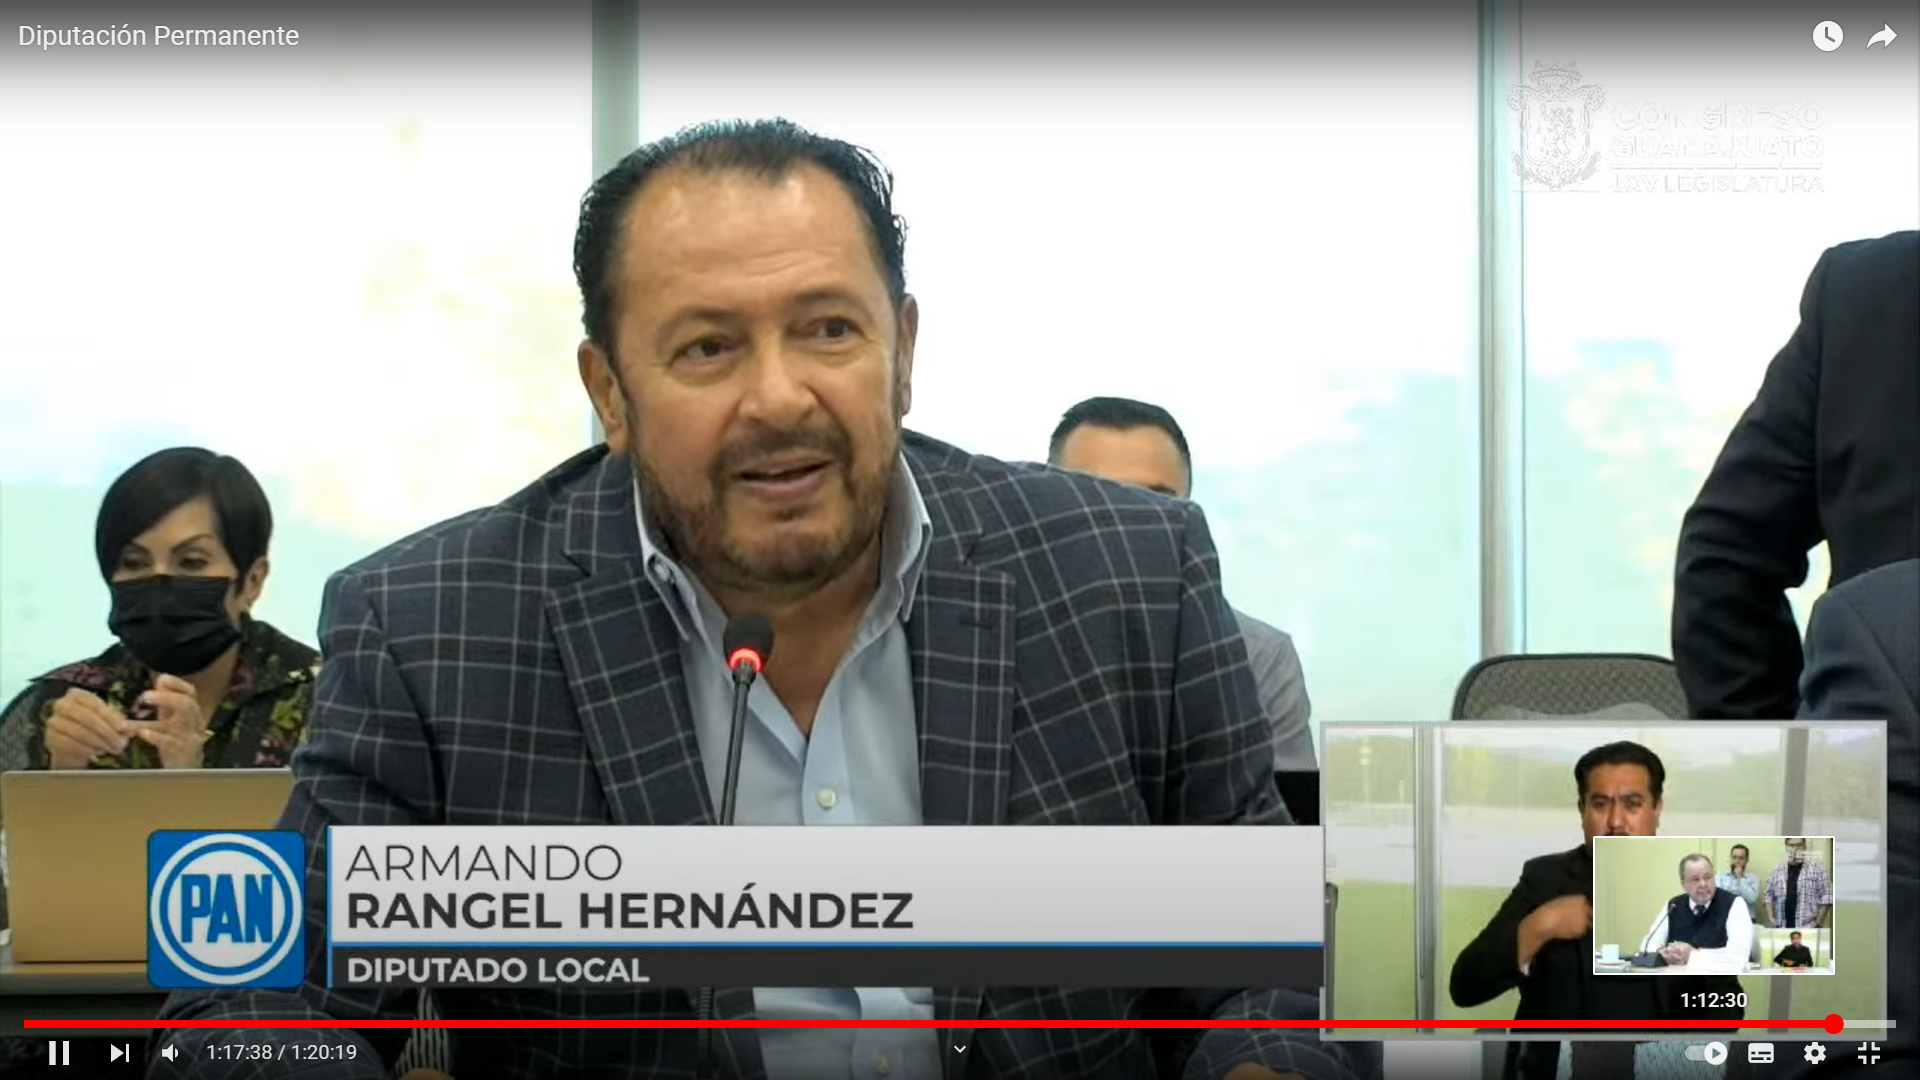 Diputación Permanente
CONGRESO
GUANAJUATO
LXV LEGISLATURA
PAN
ARMANDO
RANGEL HERNÁNDEZ
DIPUTADO LOCAL
1:12:30
1:17:38 / 1:20:19